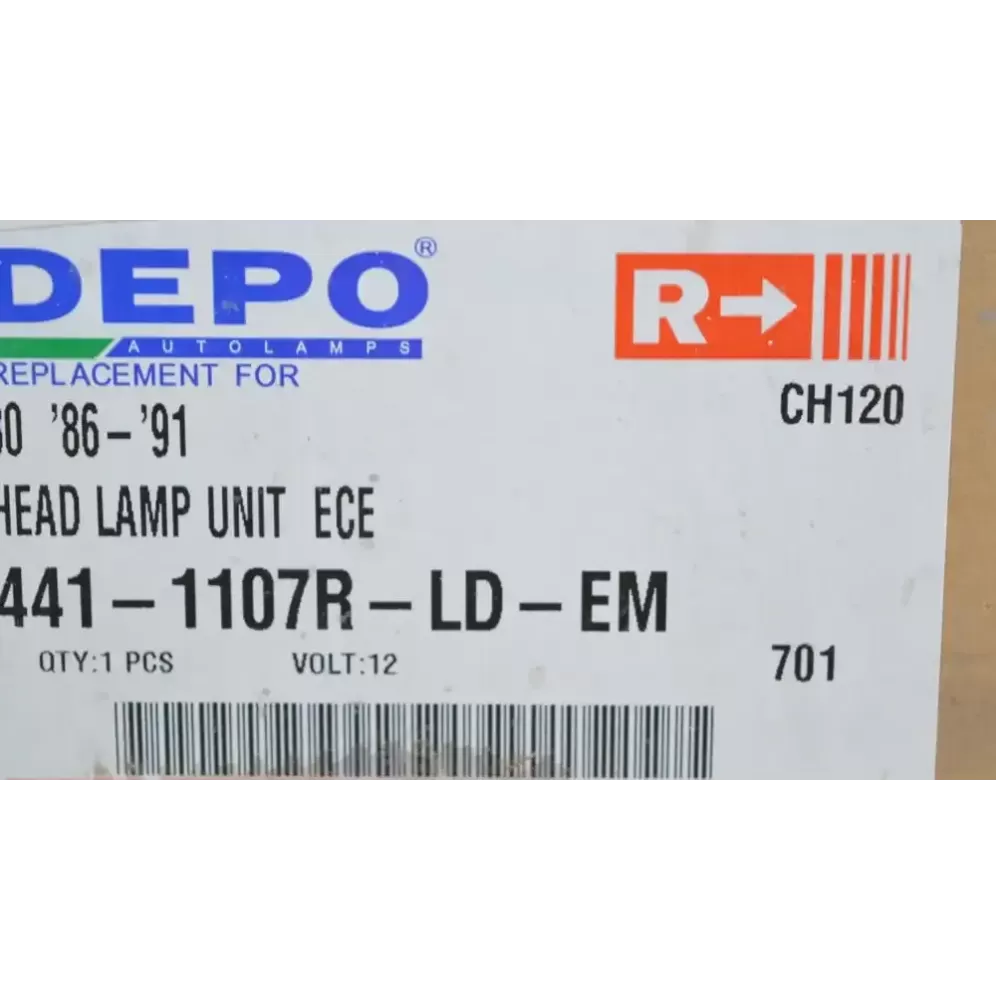 DEPO®
AUTOLAMPS
REPLACEMENT FOR
R→
CH120
'86-'91
HEAD LAMP UNIT ECE
441-1107R-LD-EM
QTY:1 PCS VOLT:12
701